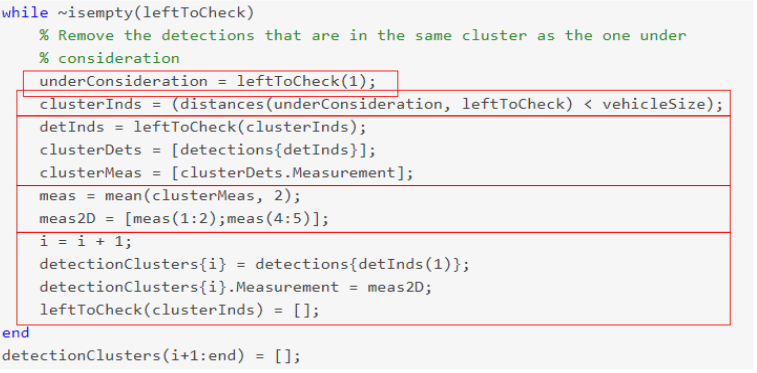 while ~isempty(leftToCheck)
% Remove the detections that are in the same cluster as the one under
% consideration
underConsideration = leftToCheck(1);
clusterInds = (distances(underConsideration, leftToCheck) < vehicleSize);
detInds = leftToCheck(clusterInds);
clusterDets = [detections{detInds}];
clusterMeas = [clusterDets.Measurement];
meas = mean(clusterMeas, 2);
meas2D = [meas(1:2);meas(4:5)];
i = i + 1;
detectionClusters{i} = detections{detInds(1)};
detectionClusters{i}.Measurement = meas2D;
leftToCheck(clusterInds) = [];
end
detectionClusters(i+1:end) = [];